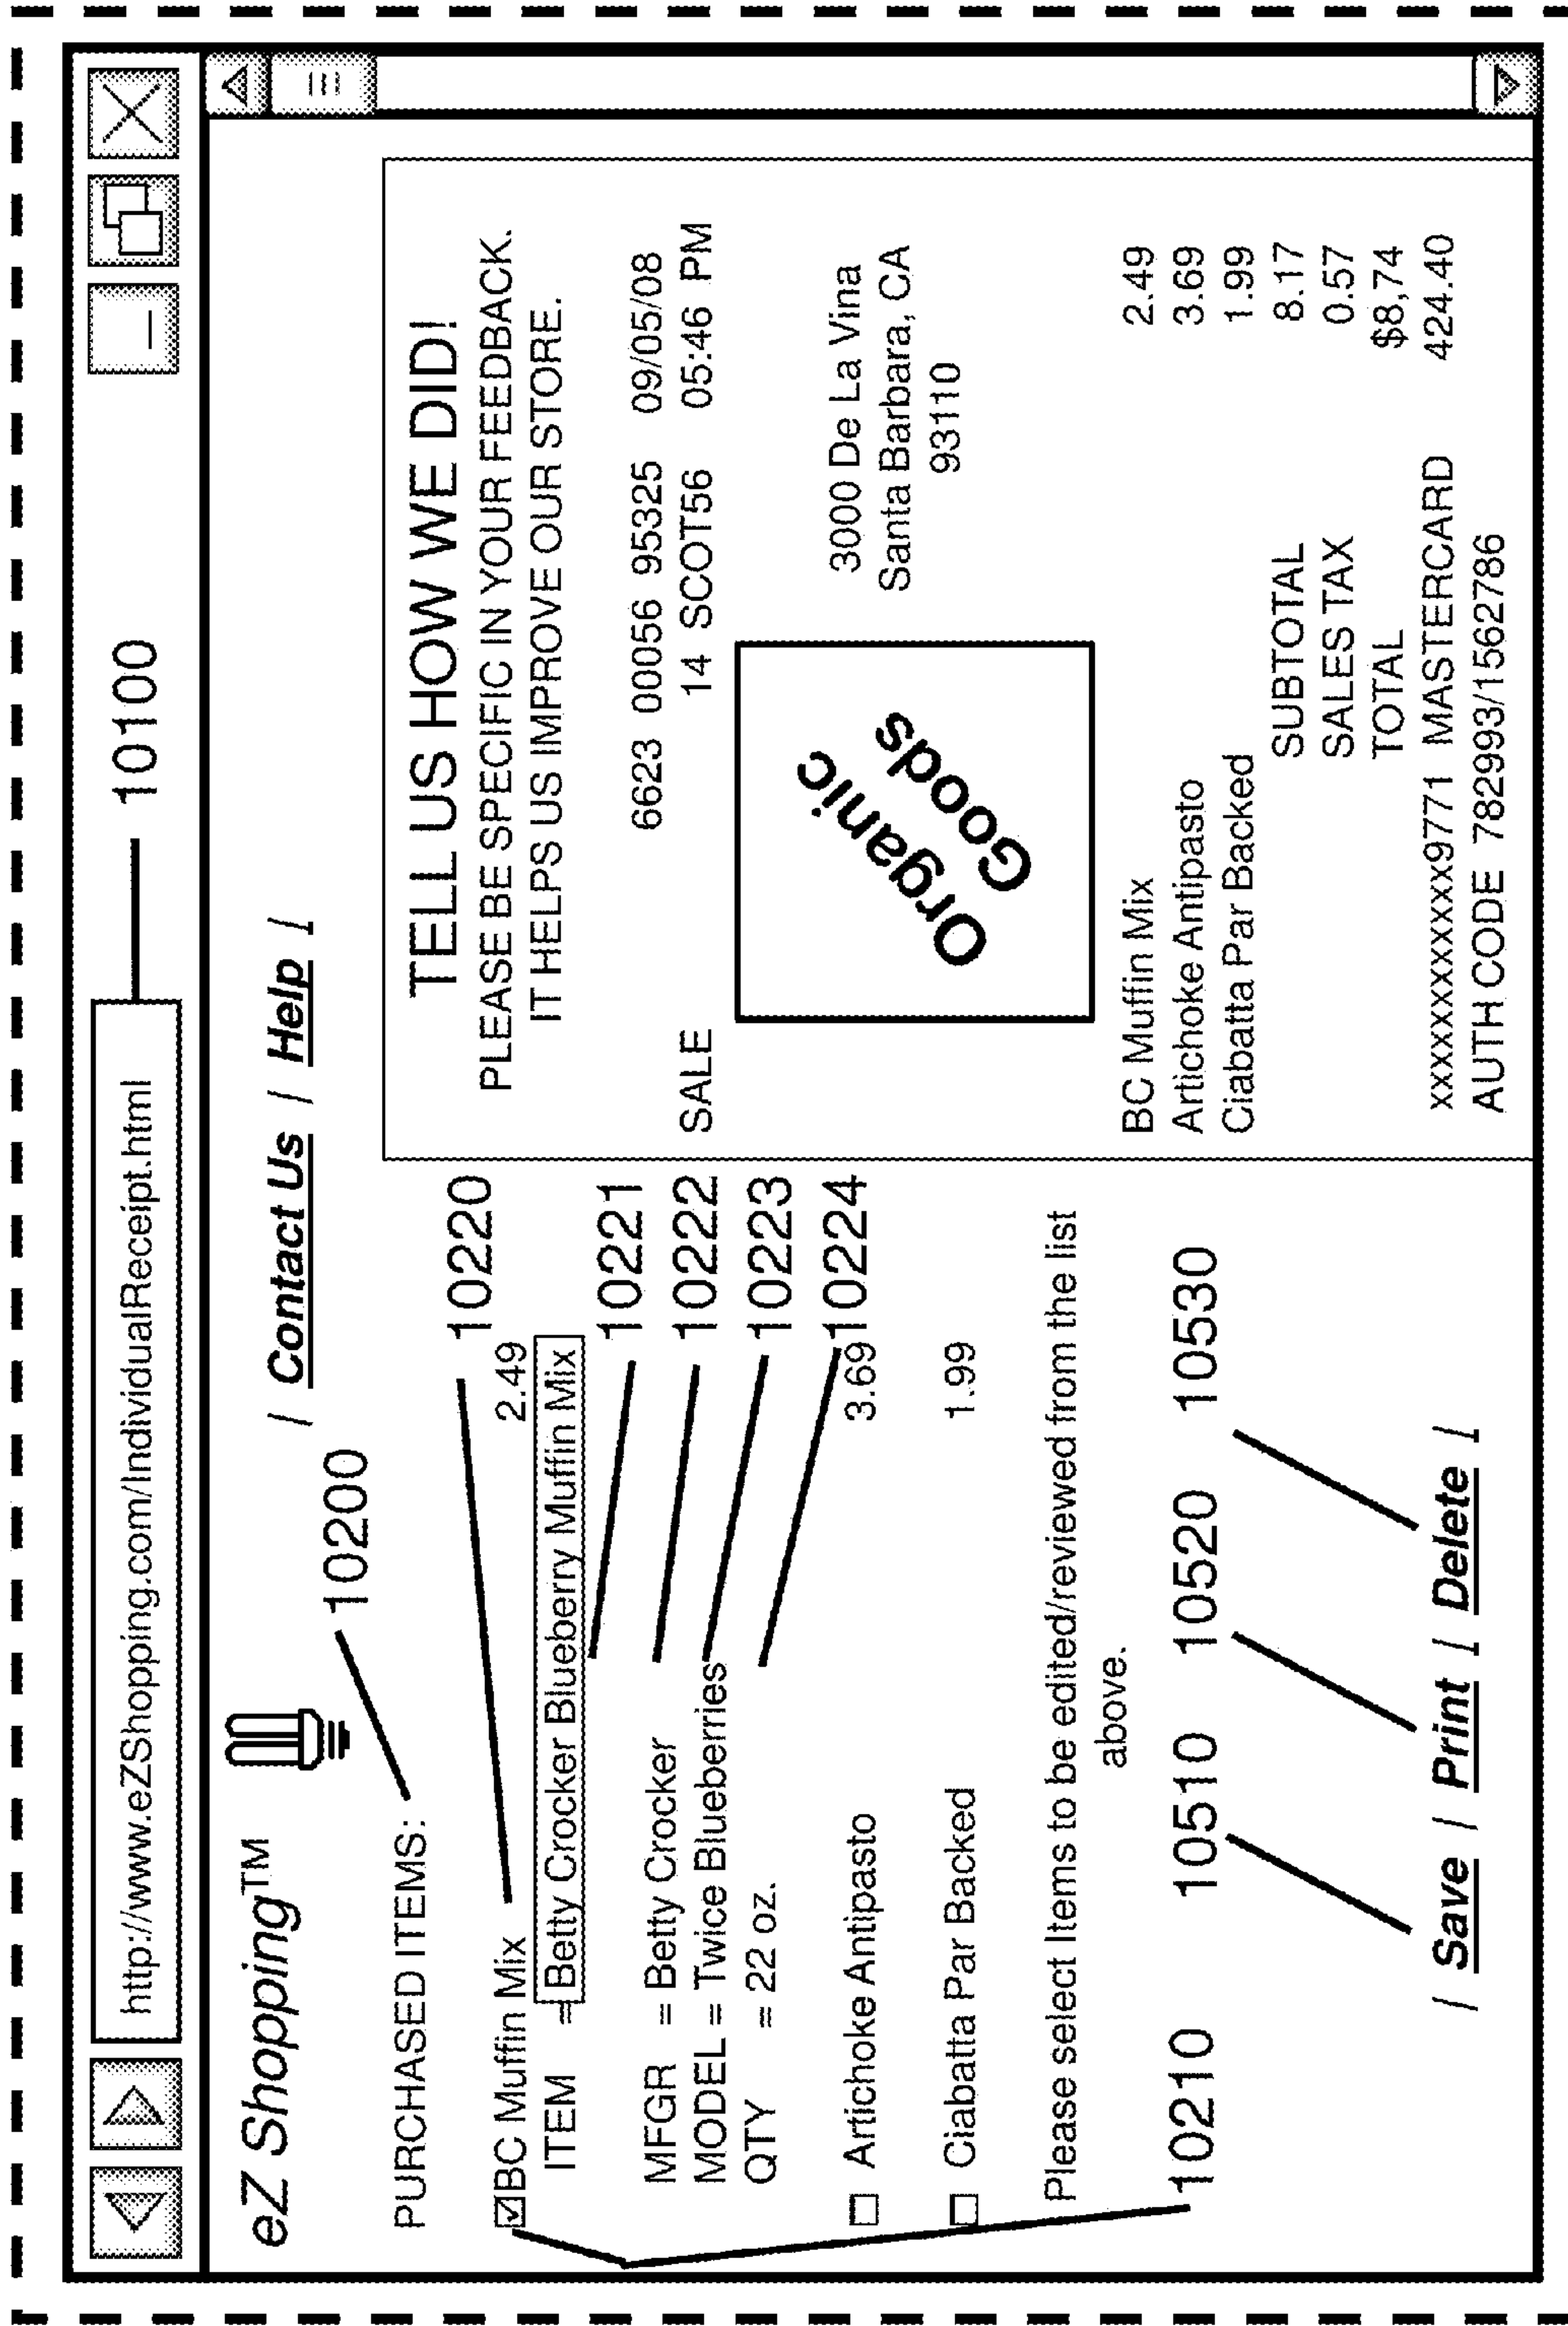 http://www.eZShopping.com/IndividualReceipt.html
10100
eZ Shopping™
/ Contact Us / Help /
10200
PURCHASED ITEMS:
10220
BC Muffin Mix 2.49
ITEM = Betty Crocker Blueberry Muffin Mix
10221
MFGR = Betty Crocker
10222
MODEL = Twice Blueberries
10223
QTY = 22 oz.
10224
Artichoke Antipasto 3.69
Ciabatta Par Backed 1.99
Please select Items to be edited/reviewed from the list
above.
10210
10510
10520
10530
/ Save / Print / Delete /
TELL US HOW WE DID!
PLEASE BE SPECIFIC IN YOUR FEEDBACK.
IT HELPS US IMPROVE OUR STORE.
6623 00056 95325 09/05/08
SALE 14 SCOT56 05:46 PM
Organic
Goods
3000 De La Vina
Santa Barbara, CA
93110
BC Muffin Mix 2.49
Artichoke Antipasto 3.69
Ciabatta Par Backed 1.99
SUBTOTAL 8.17
SALES TAX 0.57
TOTAL $8,74
xxxxxxxxxxxx9771 MASTERCARD 424.40
AUTH CODE 782993/1562786